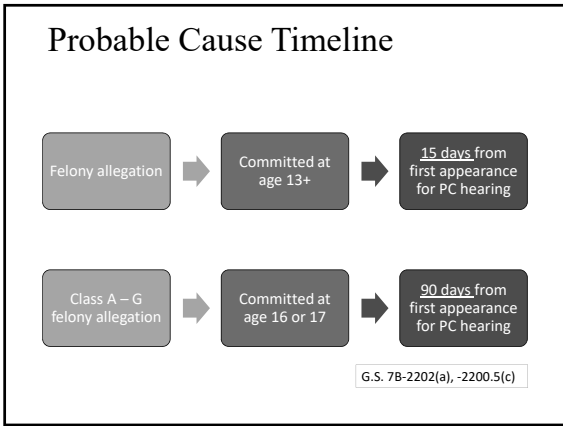 Probable Cause Timeline
Felony allegation
Committed at
age 13+
15 days from
first appearance
for PC hearing
Class A – G
felony allegation
Committed at
age 16 or 17
90 days from
first appearance
for PC hearing
G.S. 7B-2202(a), -2200.5(c)